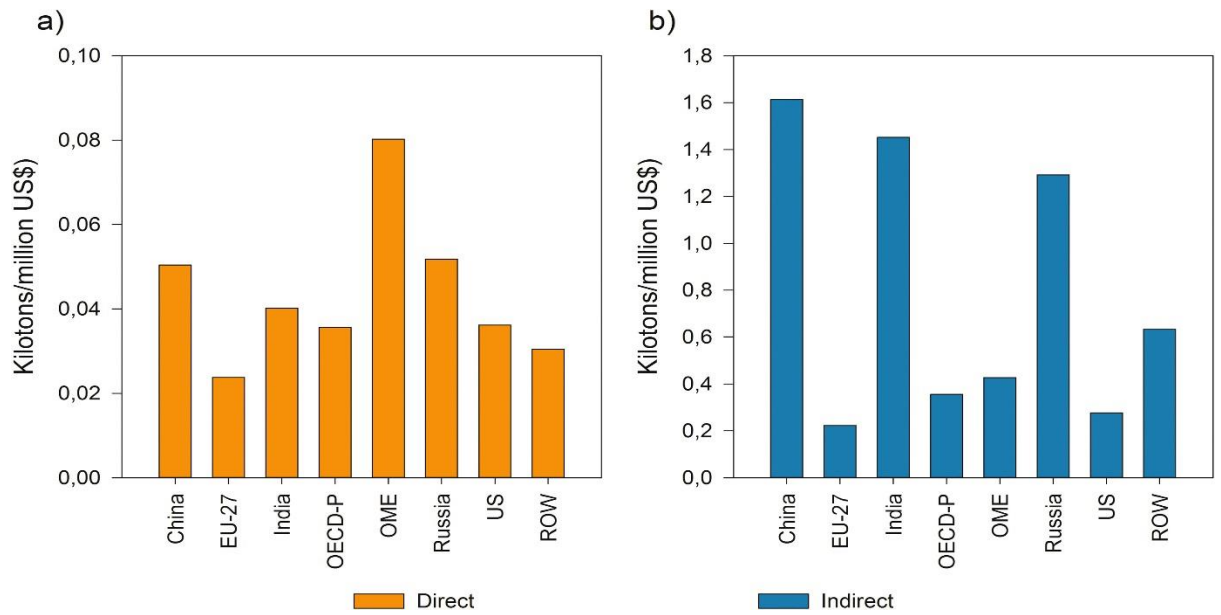 a)
Kilotons/million US$)
0,10
0,08
0,06
0,04
0,02
0,00
China
EU-27
India
OECD-P
OME
Russia
US
ROW
b)
Kilotons/million US$)
1,8
1,6
1,4
1,2
1,0
0,8
0,6
0,4
0,2
0,0
China
EU-27
India
OECD-P
OME
Russia
US
ROW
Direct
Indirect